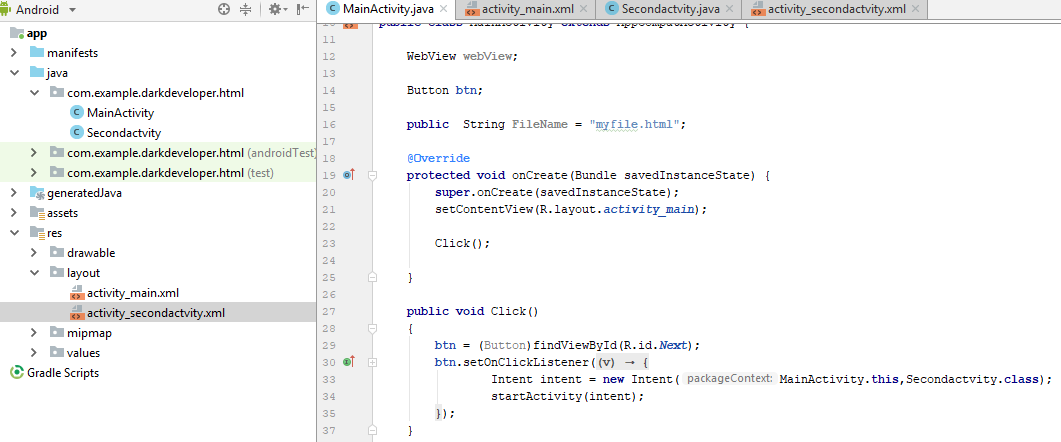 Android
app
manifests
java
com.example.darkdeveloper.html
MainActivity
Secondactvity
com.example.darkdeveloper.html (androidTest)
com.example.darkdeveloper.html (test)
generatedJava
assets
res
drawable
layout
activity_main.xml
activity_secondactvity.xml
mipmap
values
Gradle Scripts
MainActivity.java × activity_main.xml × Secondactvity.java × activity_secondactvity.xml ×
10 public class MainActivity extends AppCompatActivity {
11
12 WebView webView;
13
14 Button btn;
15
16 public String FileName = "myfile.html";
17
18 @Override
19 protected void onCreate(Bundle savedInstanceState) {
20 super.onCreate(savedInstanceState);
21 setContentView(R.layout.activity_main);
22
23 Click();
24
25 }
26
27 public void Click()
28 {
29 btn = (Button)findViewById(R.id.Next);
30 btn.setOnClickListener((v) → {
33 Intent intent = new Intent( packageContext: MainActivity.this,Secondactvity.class);
34 startActivity(intent);
35 });
37 }